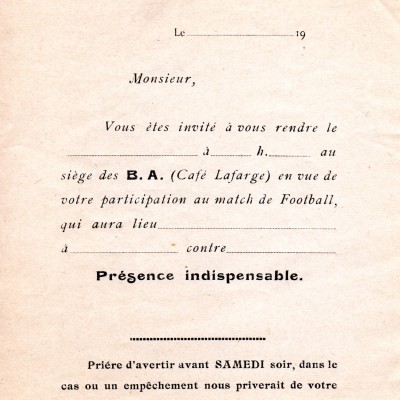 Le 19
Monsieur,
Vous êtes invité à vous rendre le
à h. au
siège des B. A. (Café Lafarge) en vue de
votre participation au match de Football,
qui aura lieu
à contre
Présence indispensable.
Priére d'avertir avant SAMEDI soir, dans le
cas ou un empêchement nous priverait de votre